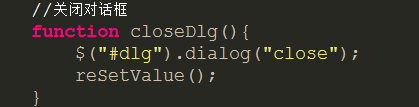 //关闭对话框
function closeDlg(){
    $("#dlg").dialog("close");
    reSetValue();
}